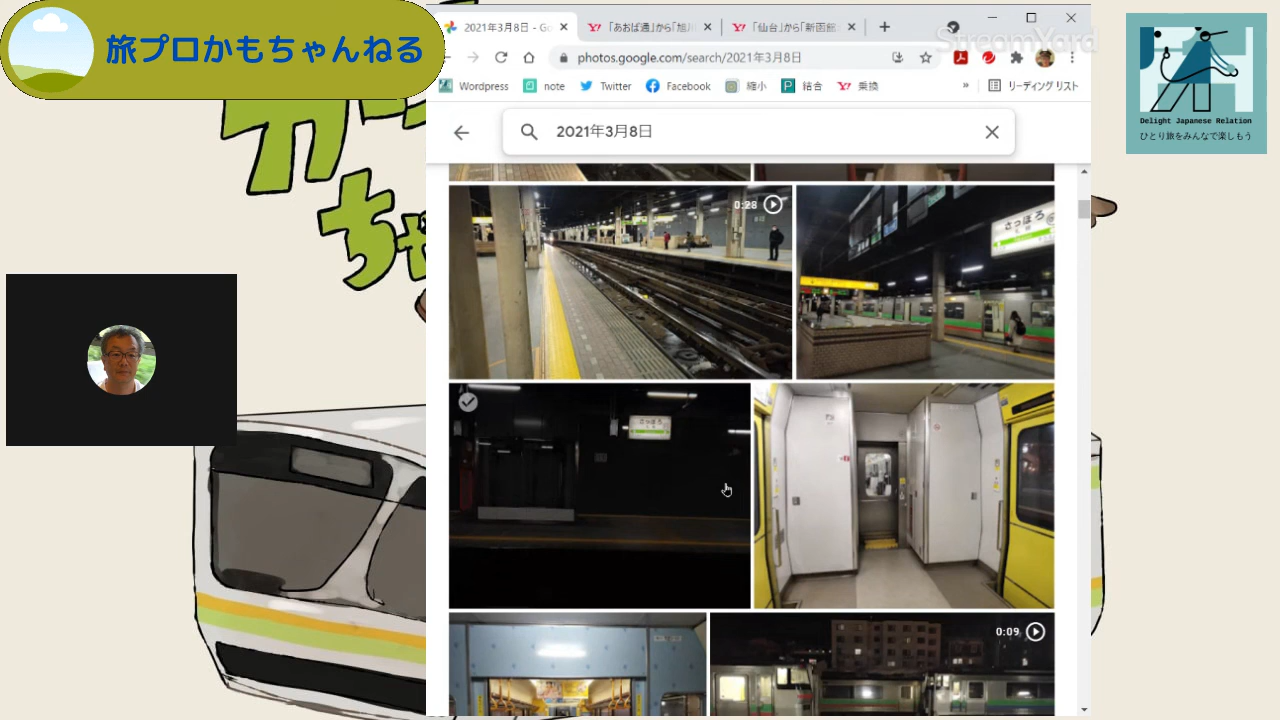 旅プロかもちゃんねる
2021年3月8日 - Go
「あおば通」から「旭川
「仙台」から「新函館
StreamYard
photos.google.com/search/2021年3月8日
Wordpress
note
Twitter
Facebook
縮小
結合
乗換
»
リーディング リスト
2021年3月8日
0:28
さっぽろ
さっぽろ
0:09
Delight Japanese Relation
ひとり旅をみんなで楽しもう